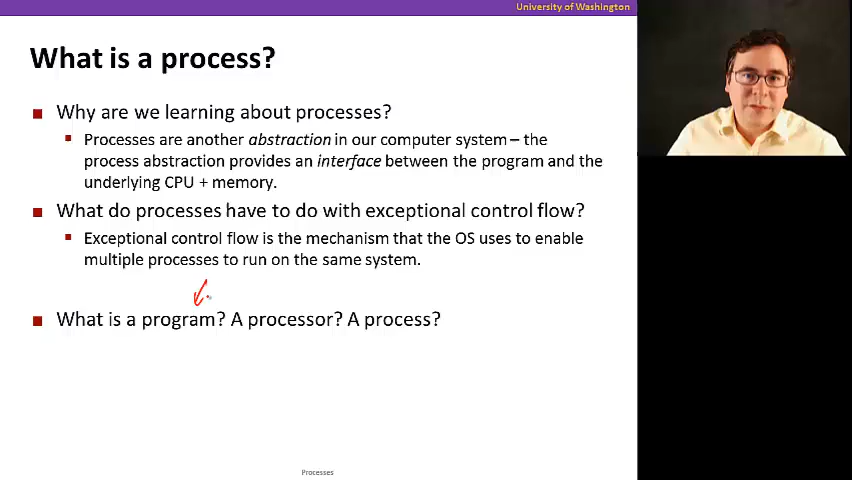 University of Washington
What is a process?
Why are we learning about processes?
Processes are another abstraction in our computer system – the
process abstraction provides an interface between the program and the
underlying CPU + memory.
What do processes have to do with exceptional control flow?
Exceptional control flow is the mechanism that the OS uses to enable
multiple processes to run on the same system.
What is a program? A processor? A process?
Processes